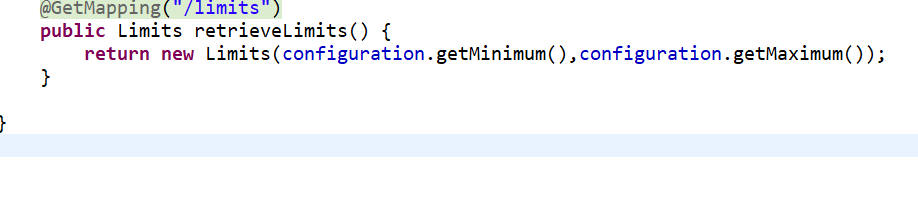 @GetMapping("/limits")
public Limits retrieveLimits() {
return new Limits(configuration.getMinimum(),configuration.getMaximum());
}
}